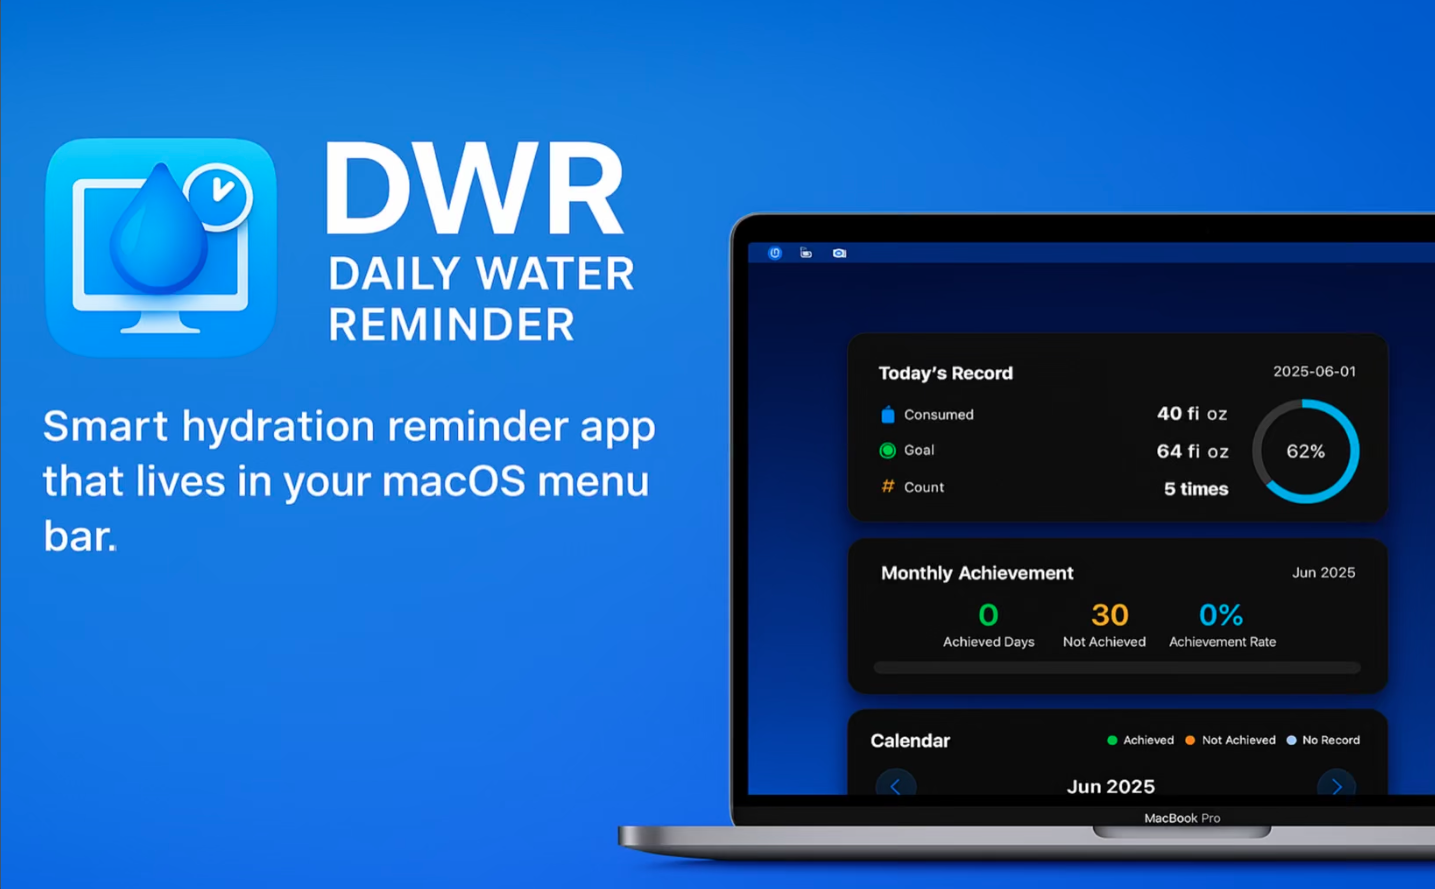 DWR
DAILY WATER
REMINDER
Smart hydration reminder app
that lives in your macOS menu
bar.
Today's Record
2025-06-01
Consumed
40 fi oz
Goal
64 fi oz
# Count
5 times
62%
Monthly Achievement
Jun 2025
0
30
0%
Achieved Days
Not Achieved
Achievement Rate
Calendar
Achieved
Not Achieved
No Record
Jun 2025
MacBook Pro